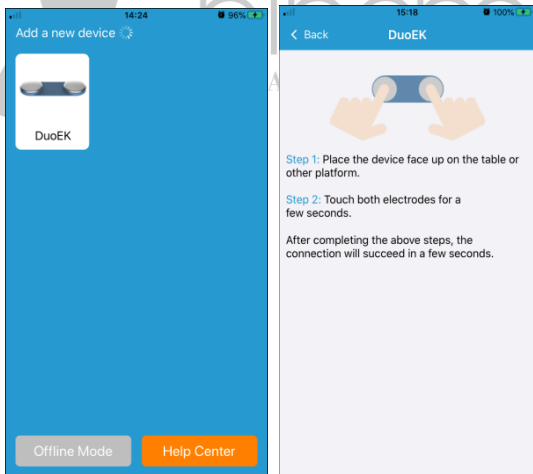 14:24
96%
Add a new device
DuoEK
Offline Mode
Help Center
15:18
100%
Back
DuoEK
Step 1: Place the device face up on the table or
other platform.
Step 2: Touch both electrodes for a
few seconds.
After completing the above steps, the
connection will succeed in a few seconds.